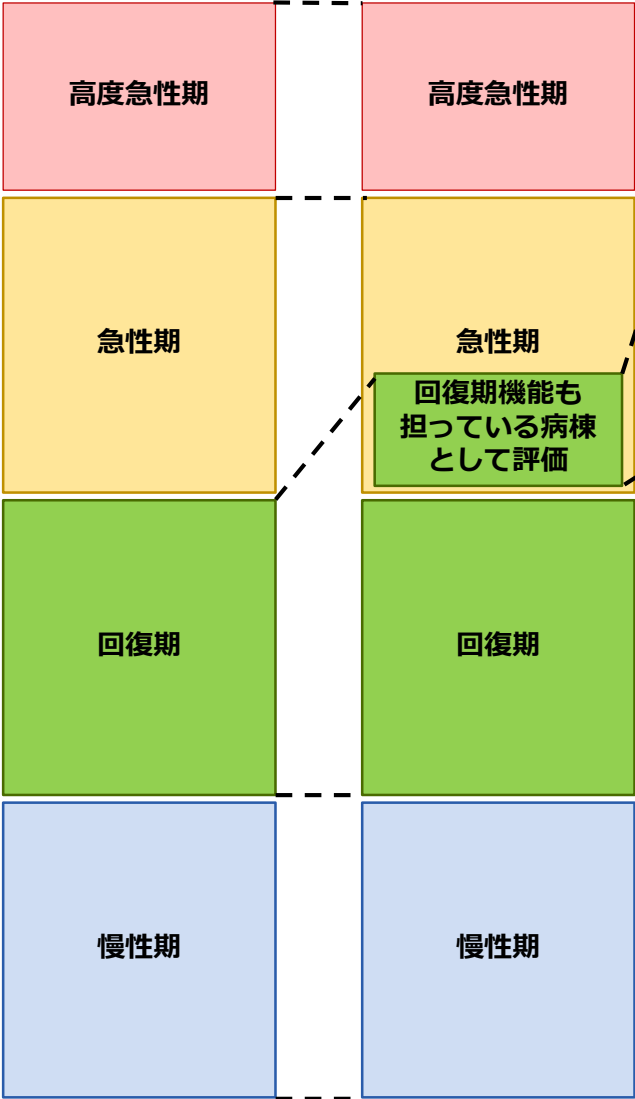 高度急性期
高度急性期
急性期
急性期
回復期機能も
担っている病棟
として評価
回復期
回復期
慢性期
慢性期